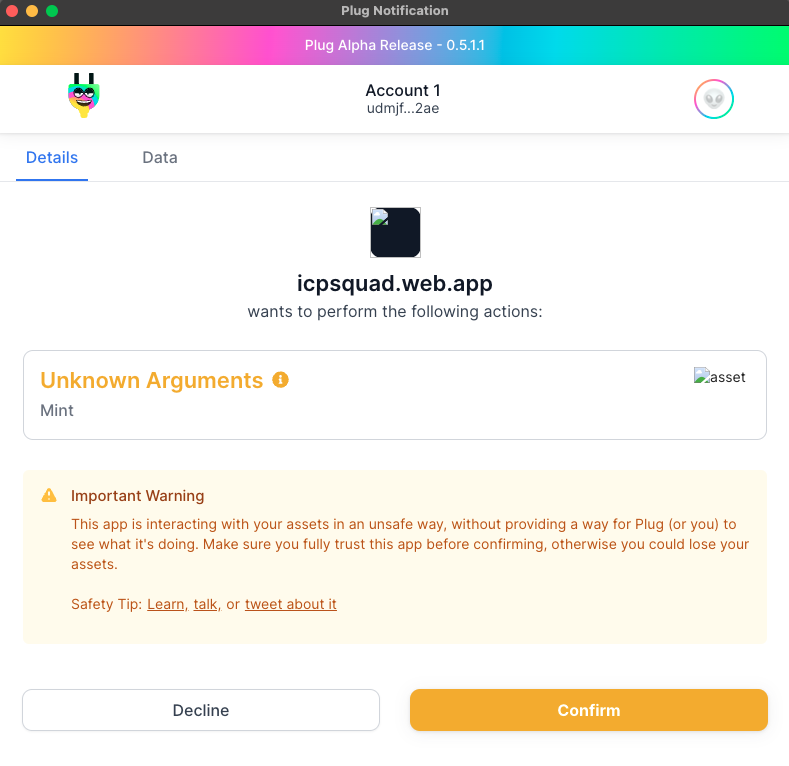 Plug Notification
Plug Alpha Release - 0.5.1.1
Account 1
udmjf...2ae
Details
Data
icpsquad.web.app
wants to perform the following actions:
Unknown Arguments
asset
Mint
Important Warning
This app is interacting with your assets in an unsafe way, without providing a way for Plug (or you) to
see what it's doing. Make sure you fully trust this app before confirming, otherwise you could lose your
assets.
Safety Tip: Learn, talk, or tweet about it
Decline
Confirm